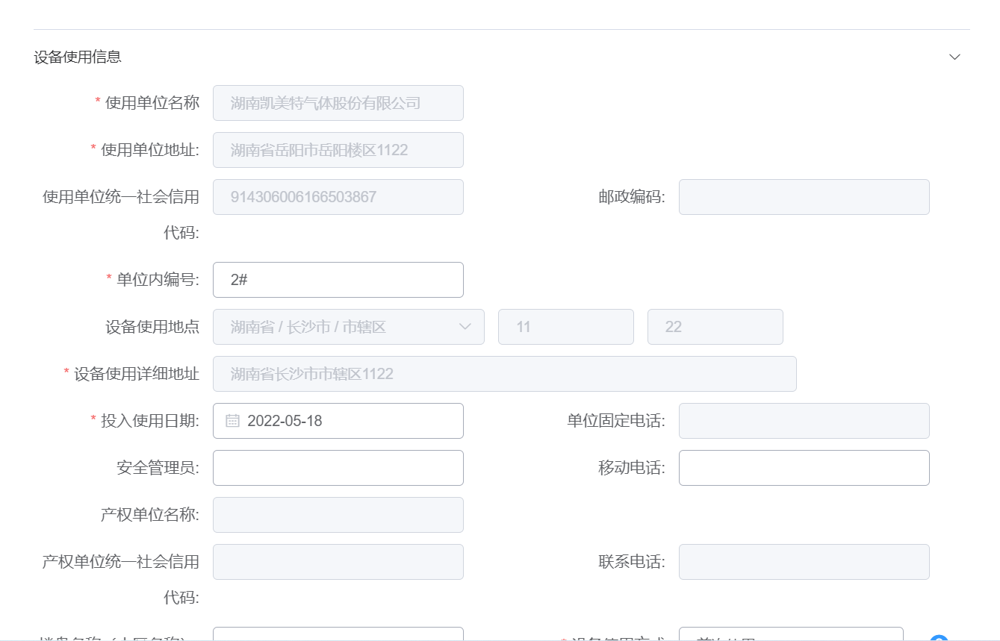 设备使用信息
* 使用单位名称 湖南凯美特气体股份有限公司
* 使用单位地址: 湖南省岳阳市岳阳楼区1122
使用单位统一社会信用代码: 914306006166503867 邮政编码:
* 单位内编号: 2#
设备使用地点 湖南省 / 长沙市 / 市辖区 11 22
* 设备使用详细地址 湖南省长沙市市辖区1122
* 投入使用日期: 2022-05-18 单位固定电话:
安全管理员: 移动电话:
产权单位名称:
产权单位统一社会信用代码: 联系电话: